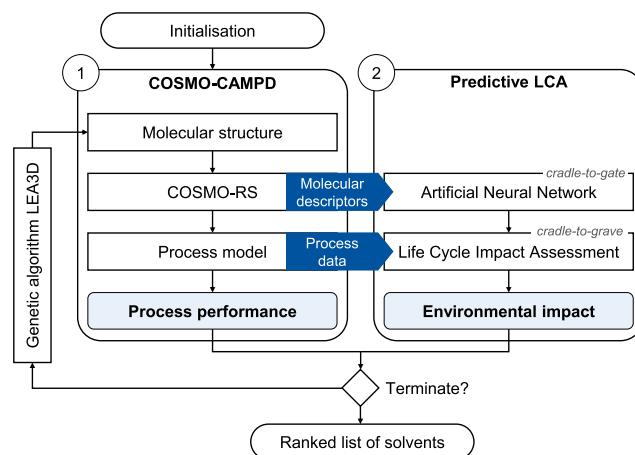 Initialisation
1
COSMO-CAMPD
Molecular structure
COSMO-RS
Process model
Process performance
Genetic algorithm LEA3D
Molecular
descriptors
Process
data
2
Predictive LCA
cradle-to-gate
Artificial Neural Network
cradle-to-grave
Life Cycle Impact Assessment
Environmental impact
Terminate?
Ranked list of solvents